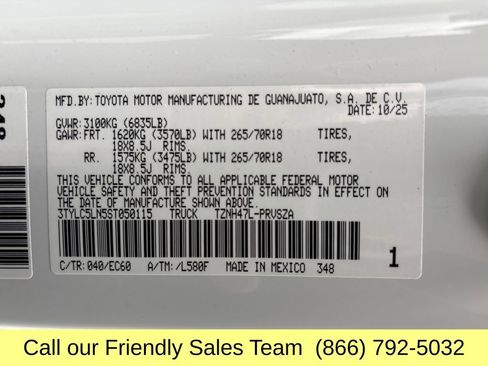 MFD.BY:TOYOTA MOTOR MANUFACTURING DE GUANAJUATO, S.A. DE C.V.
DATE: 10/25
GVWR: 3100KG (6835LB)
GAWR:FRT. 1620KG (3570LB) WITH 265/70R18 TIRES,
18X8.5J RIMS.
RR. 1575KG (3475LB) WITH 265/70R18 TIRES,
18X8.5J RIMS.
THIS VEHICLE CONFORMS TO ALL APPLICABLE FEDERAL MOTOR
VEHICLE SAFETY AND THEFT PREVENTION STANDARDS IN EFFECT ON
THE DATE OF MANUFACTURE SHOWN ABOVE.
3TYLC5LN5ST050115 TRUCK TZNH47L-PRVSZA
C/TR: 040/EC60 A/TM: /L580F MADE IN MEXICO 348
1
348
Call our Friendly Sales Team (866) 792-5032